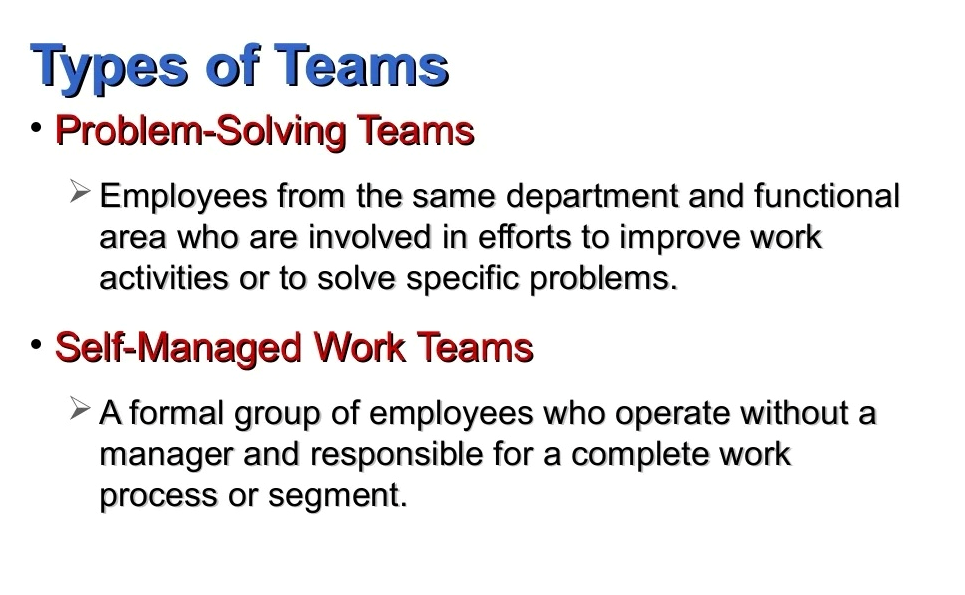 Types of Teams
• Problem-Solving Teams
➢ Employees from the same department and functional
area who are involved in efforts to improve work
activities or to solve specific problems.
• Self-Managed Work Teams
➢ A formal group of employees who operate without a
manager and responsible for a complete work
process or segment.